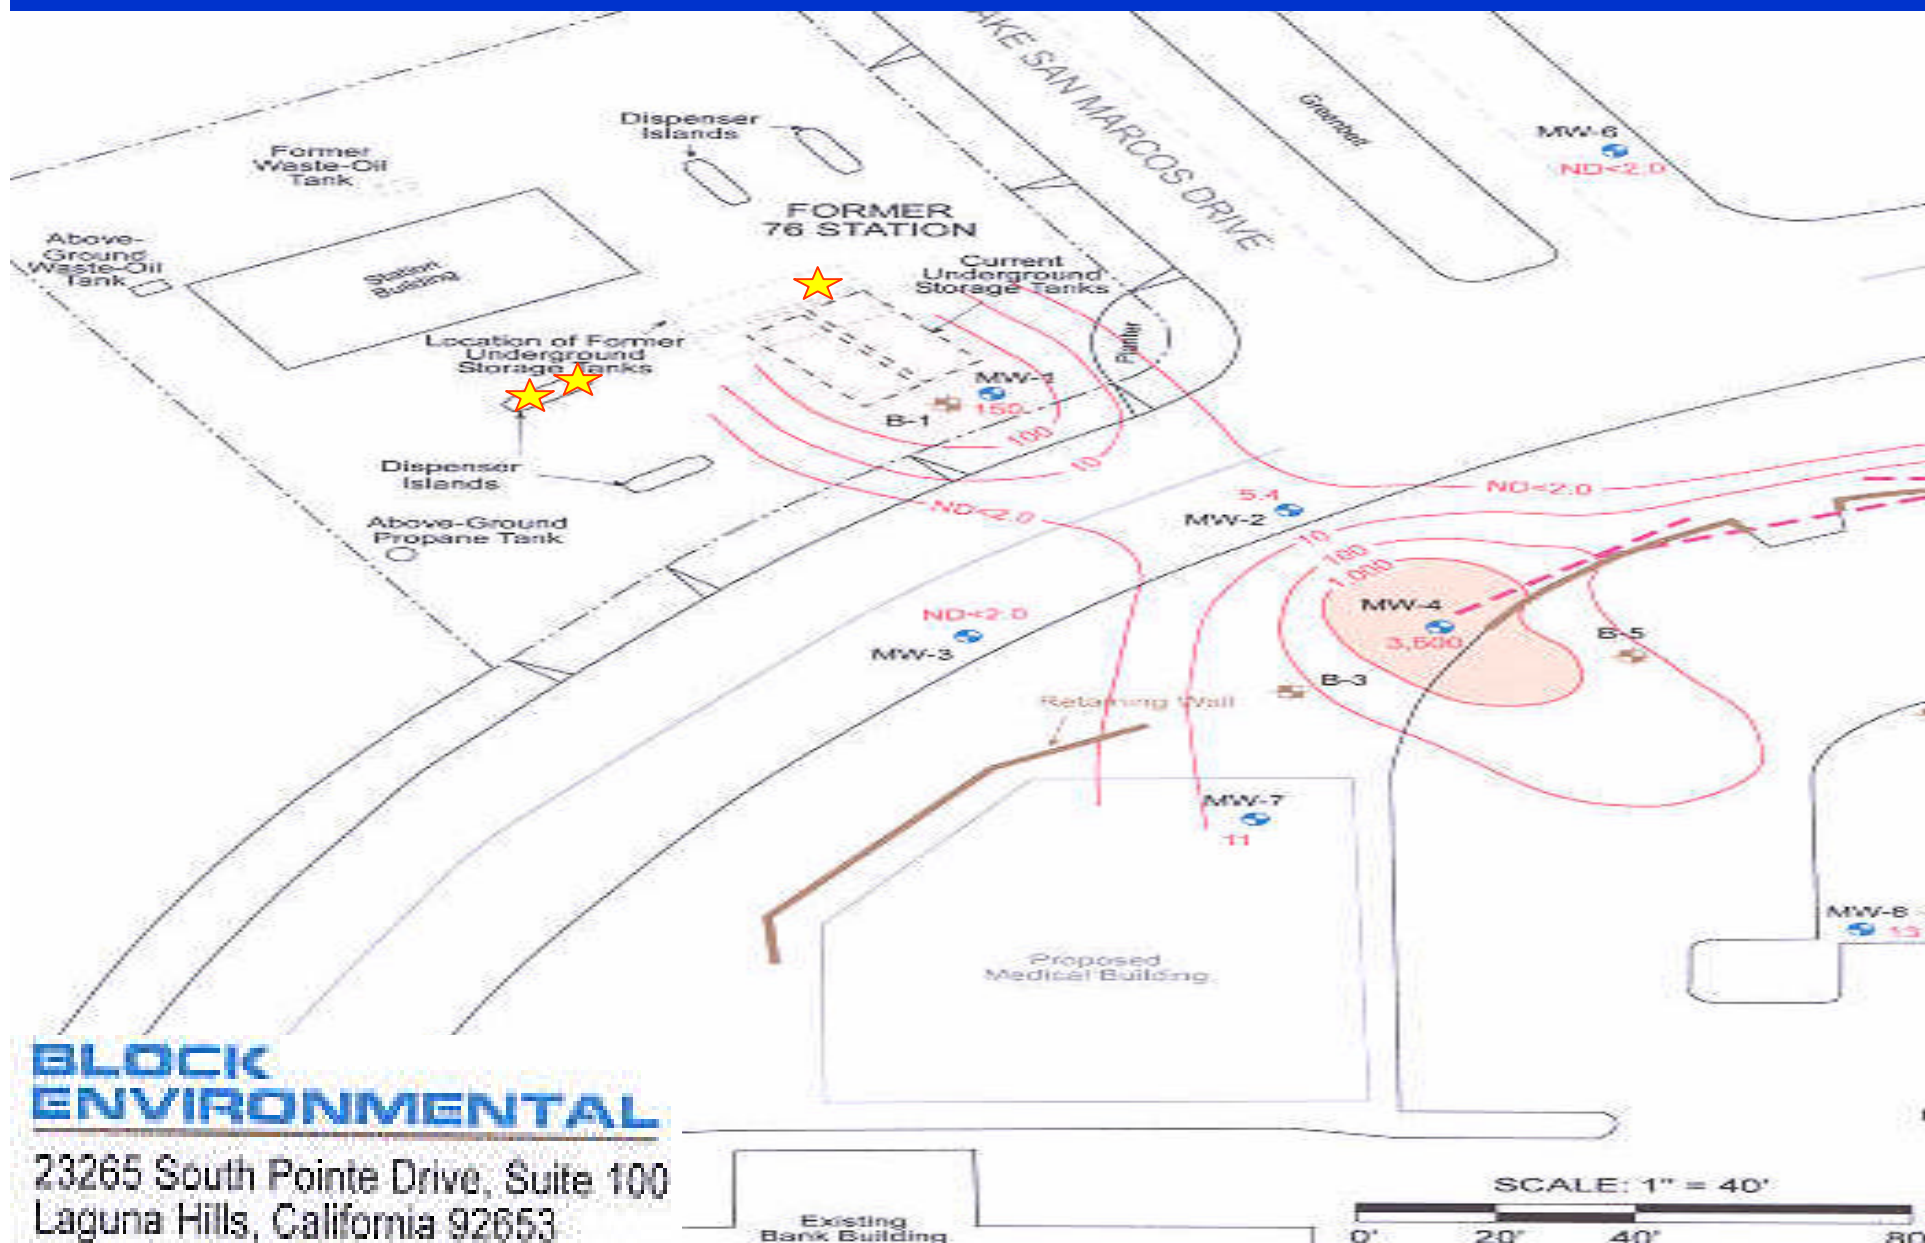 LAKE SAN MARCOS DRIVE
Greenbelt
MW-6
ND<2.0
Dispenser
Islands
Former
Waste-Oil
Tank
FORMER
76 STATION
Above-
Ground
Waste-Oil
Tank
Station
Building
Current
Underground
Storage Tanks
Planter
Location of Former
Underground
Storage Tanks
MW-1
150
B-1
100
10
Dispenser
Islands
ND<2.0
5.4
MW-2
ND<2.0
Above-Ground
Propane Tank
10
100
1,000
MW-4
3,500
ND<2.0
MW-3
B-5
B-3
Retaining Wall
MW-7
11
MW-8
13
Proposed
Medical Building
BLOCK
ENVIRONMENTAL
23265 South Pointe Drive, Suite 100
Laguna Hills, California 92653
Existing
Bank Building
SCALE: 1" = 40'
0' 20' 40' 80